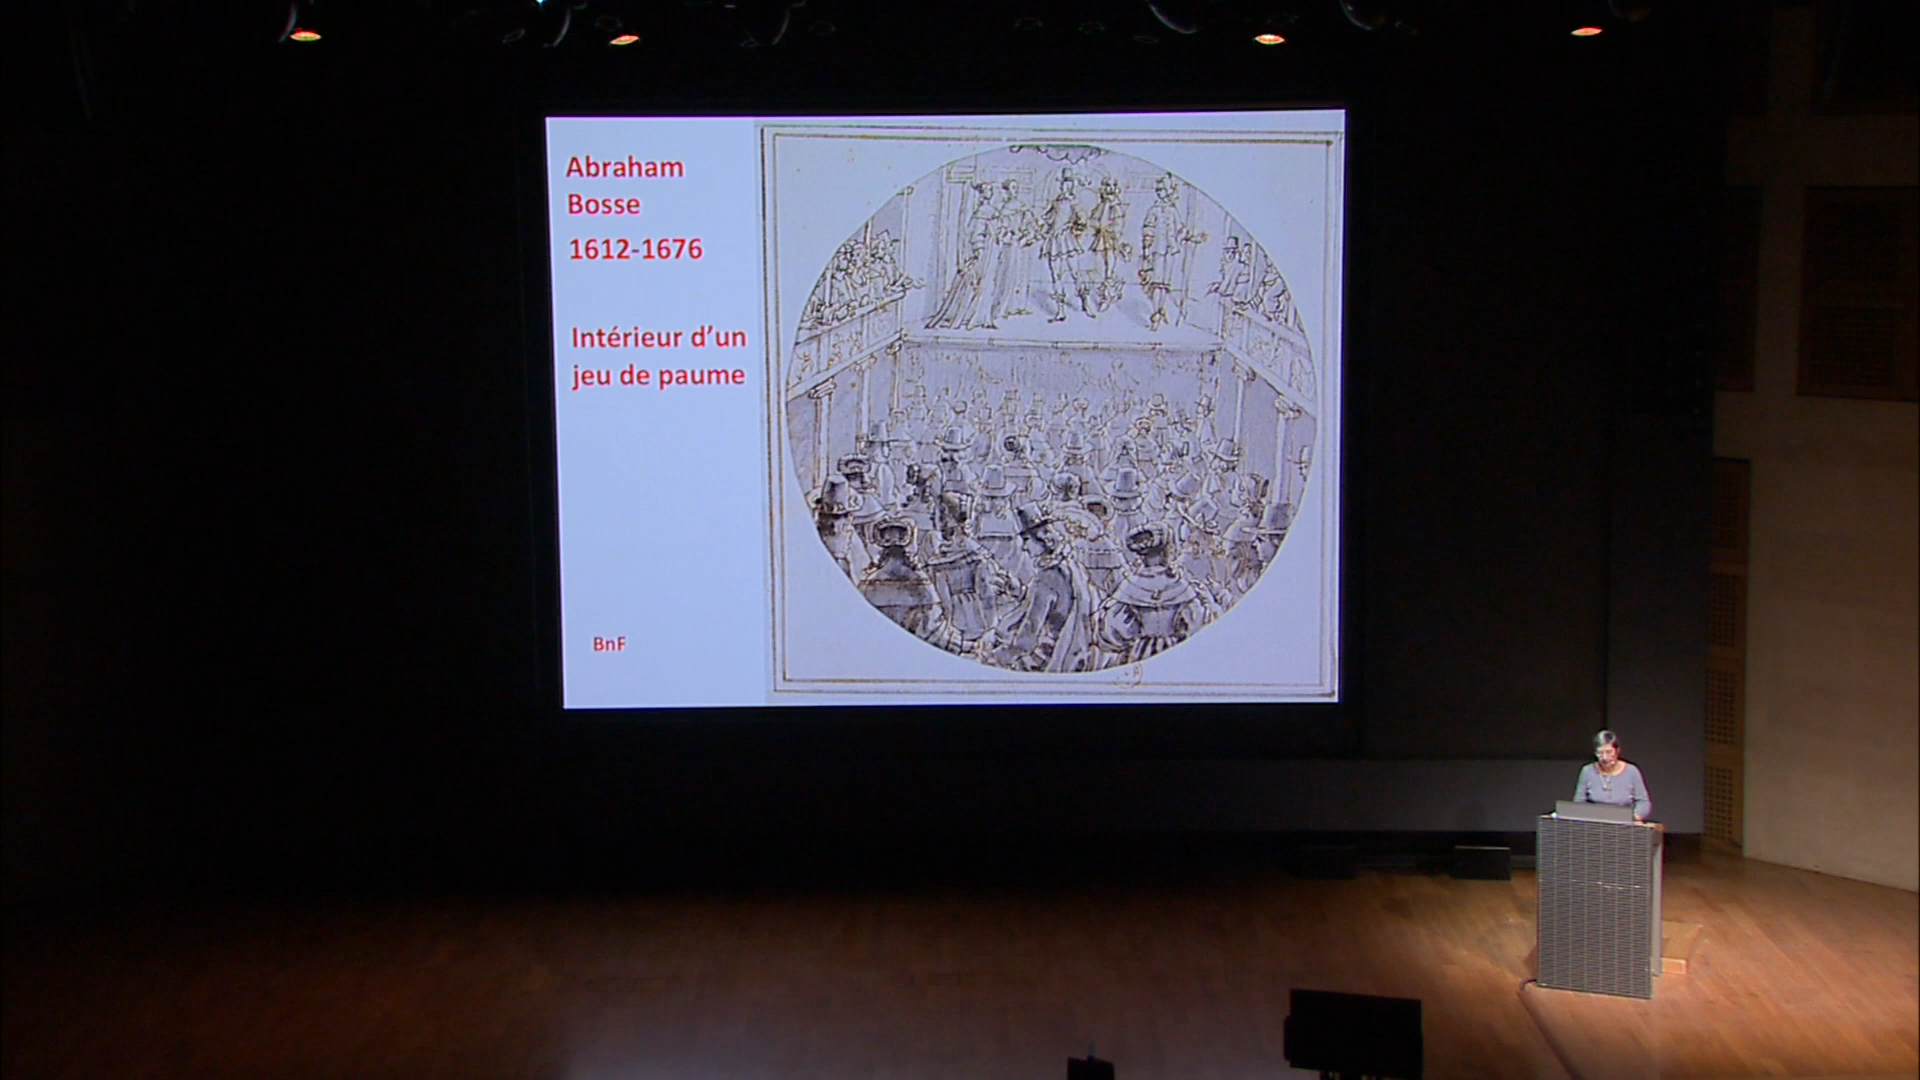 Abraham
Bosse
1612-1676
Intérieur d’un
jeu de paume
BnF